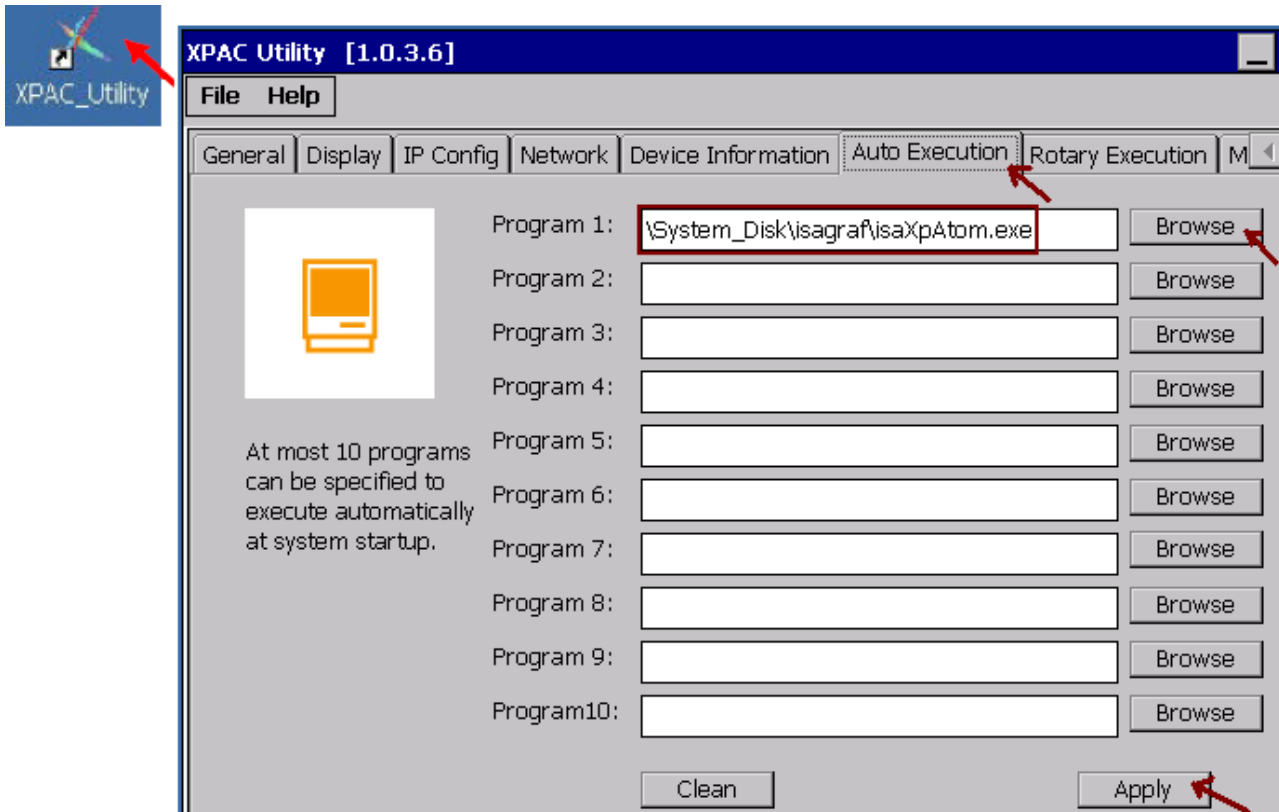 XPAC_Utility
XPAC Utility [1.0.3.6]
File Help
General Display IP Config Network Device Information Auto Execution Rotary Execution M
Program 1: \System_Disk\isagraf\isaXpAtom.exe Browse
Program 2: Browse
Program 3: Browse
Program 4: Browse
At most 10 programs
can be specified to
execute automatically
at system startup.
Program 5: Browse
Program 6: Browse
Program 7: Browse
Program 8: Browse
Program 9: Browse
Program10: Browse
Clean Apply